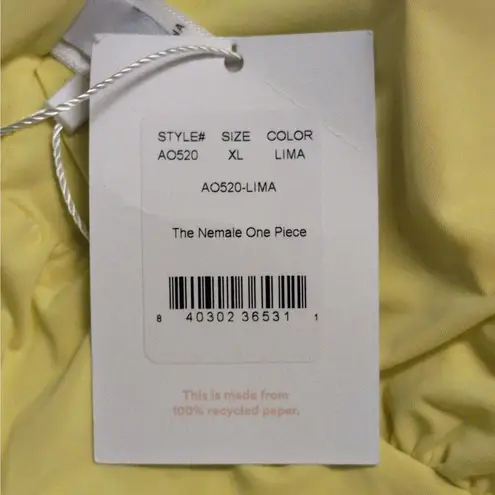 STYLE# SIZE COLOR
AO520 XL LIMA
AO520-LIMA
The Nemale One Piece
8 40302 36531 1
This is made from
100% recycled paper.